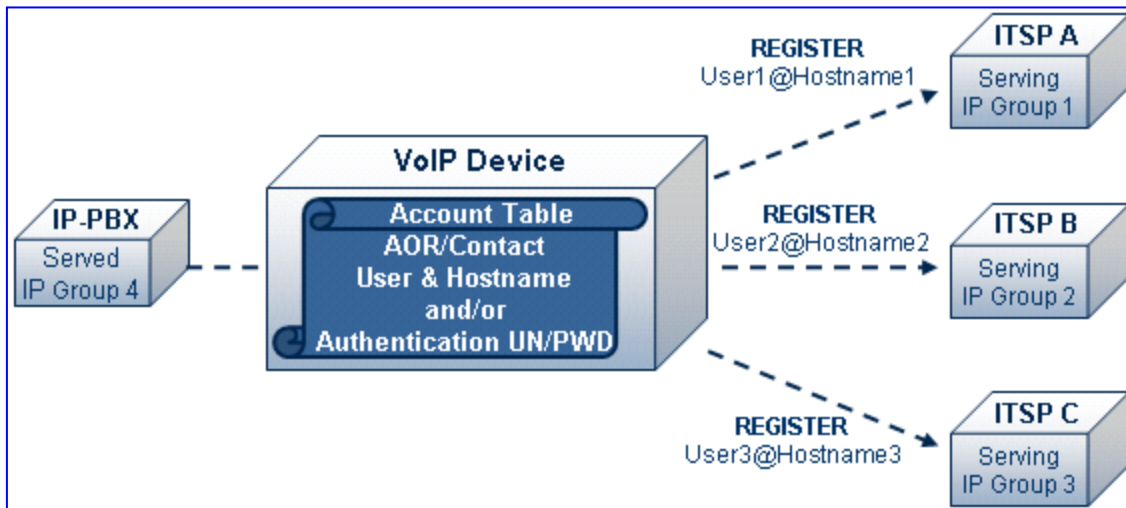 IP-PBX
Served
IP Group 4
VoIP Device
Account Table
AOR/Contact
User & Hostname
and/or
Authentication UN/PWD
REGISTER
User1@Hostname1
ITSP A
Serving
IP Group 1
REGISTER
User2@Hostname2
ITSP B
Serving
IP Group 2
REGISTER
User3@Hostname3
ITSP C
Serving
IP Group 3